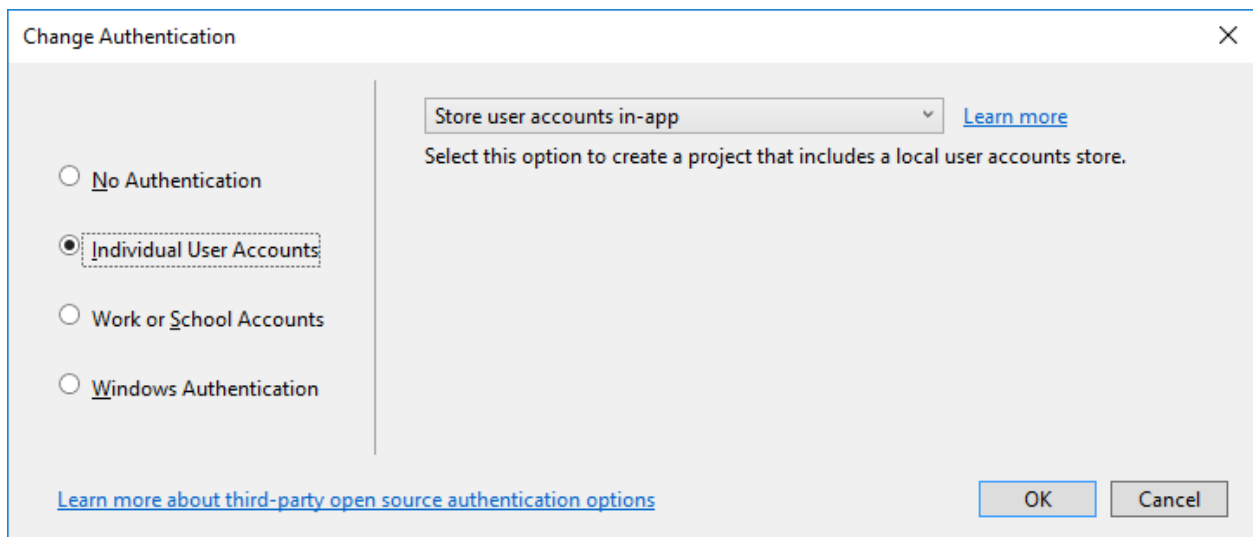 Change Authentication
Store user accounts in-app
Learn more
Select this option to create a project that includes a local user accounts store.
No Authentication
Individual User Accounts
Work or School Accounts
Windows Authentication
Learn more about third-party open source authentication options
OK
Cancel